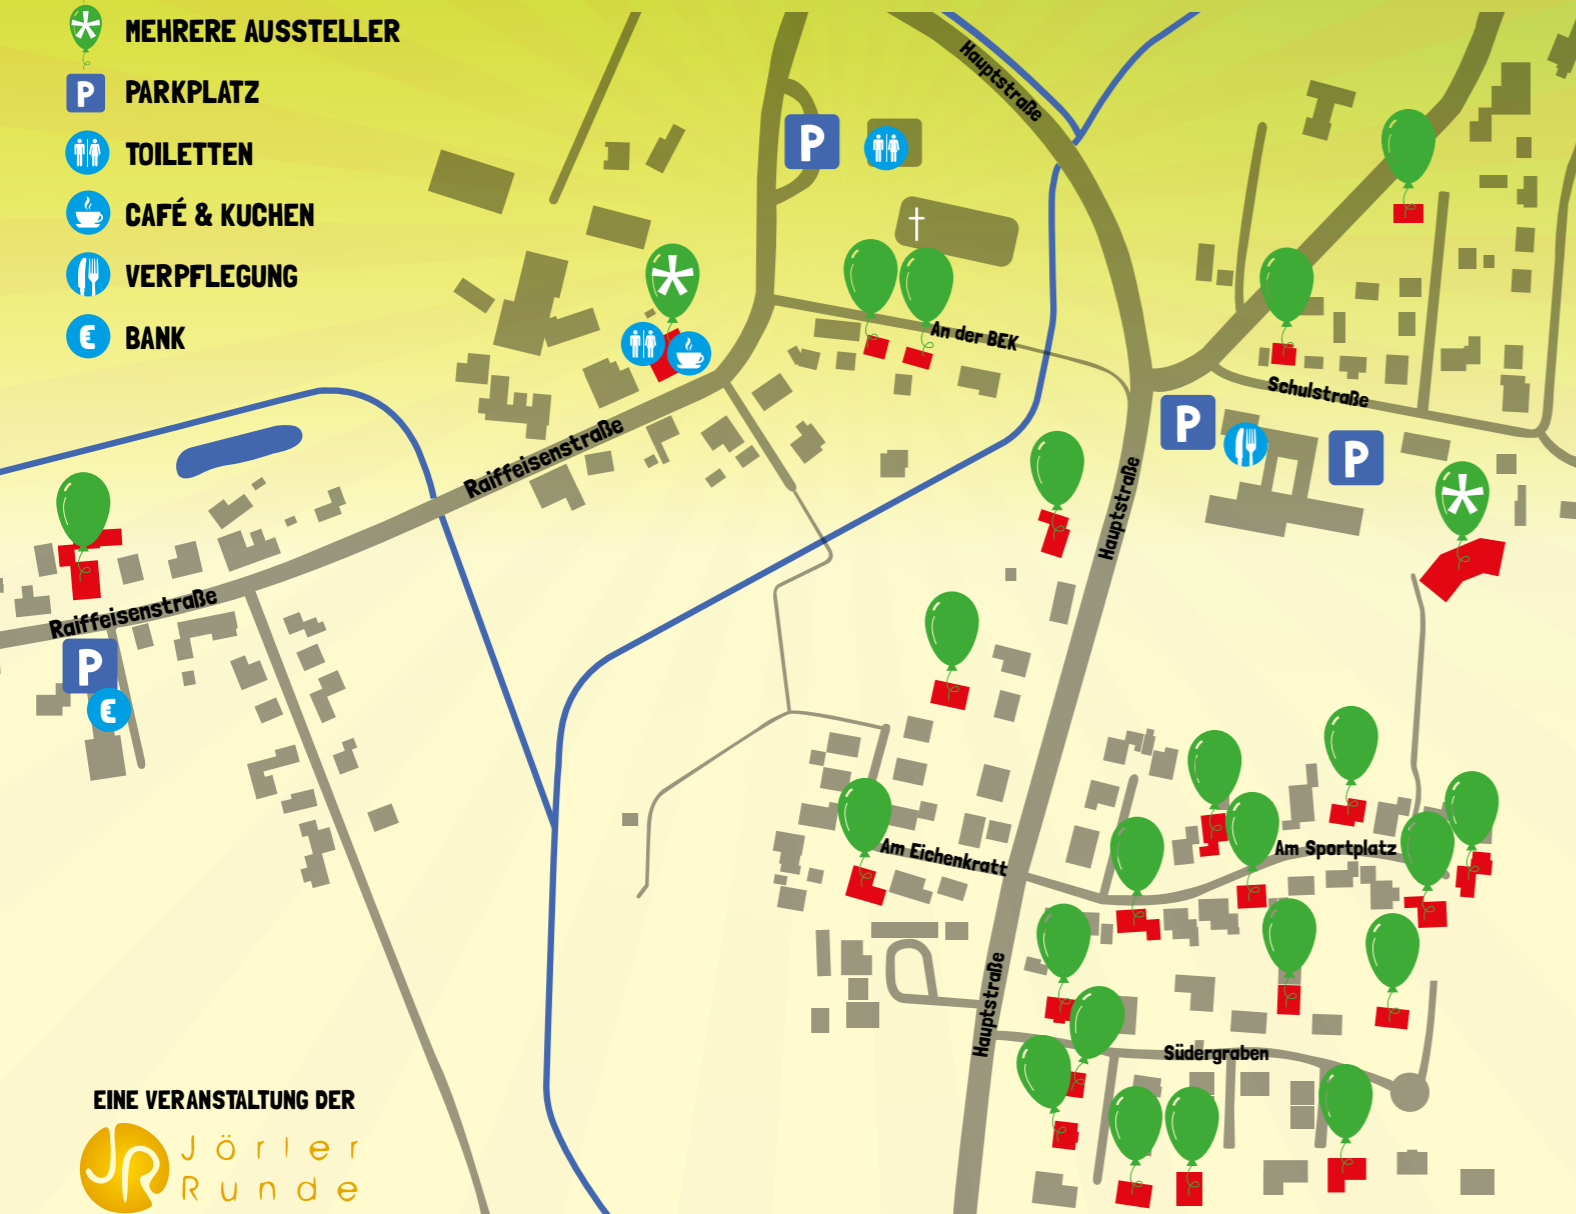 MEHRERE AUSSTELLER
P PARKPLATZ
TOILETTEN
CAFÉ & KUCHEN
VERPFLEGUNG
€ BANK
Hauptstraße
P
An der BEK
Schulstraße
P
P
Raiffeisenstraße
Hauptstraße
Raiffeisenstraße
P
€
Am Eichenkratt
Am Sportplatz
Hauptstraße
Südergraben
EINE VERANSTALTUNG DER
JR
Jörler
Runde